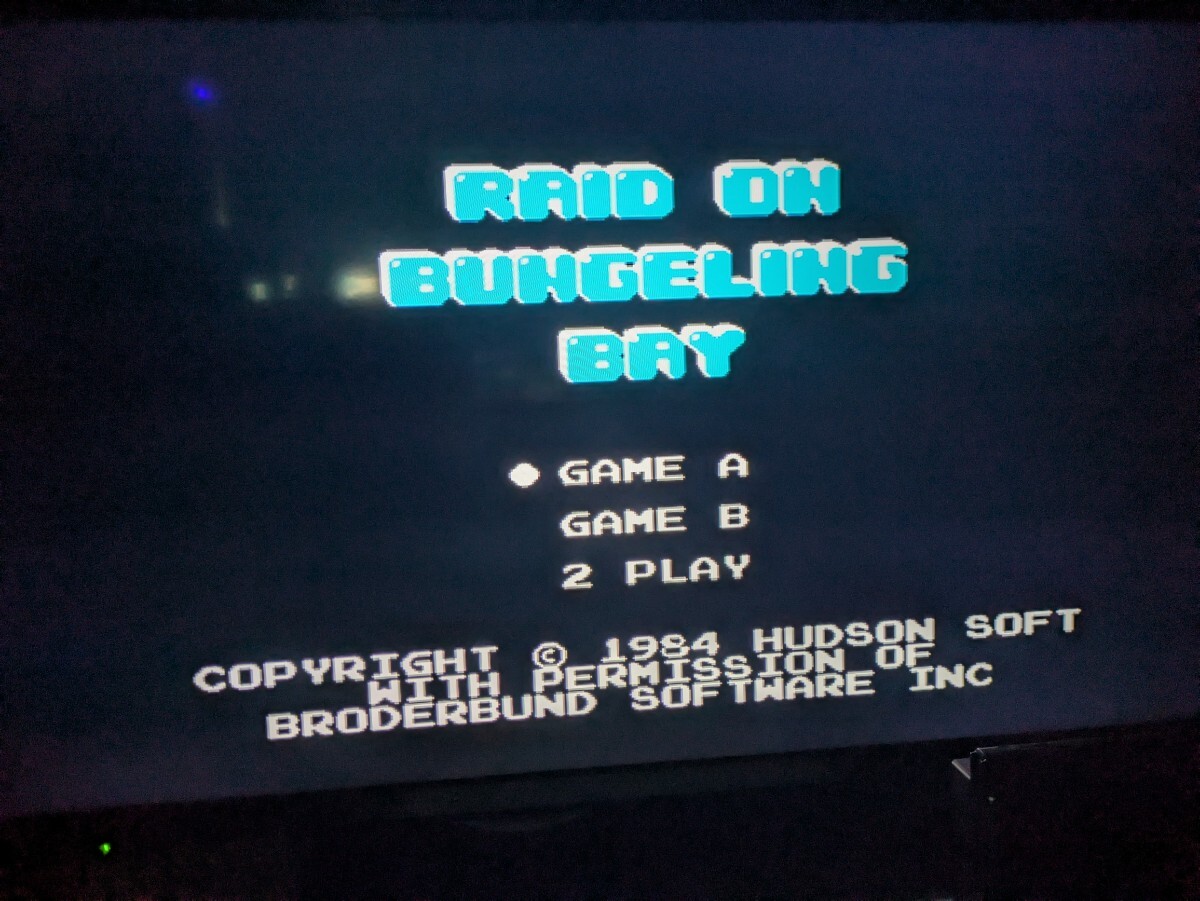 RAID ON
BUNGELING
BAY
GAME A
GAME B
2 PLAY
COPYRIGHT © 1984 HUDSON SOFT
WITH PERMISSION OF
BRODERBUND SOFTWARE INC